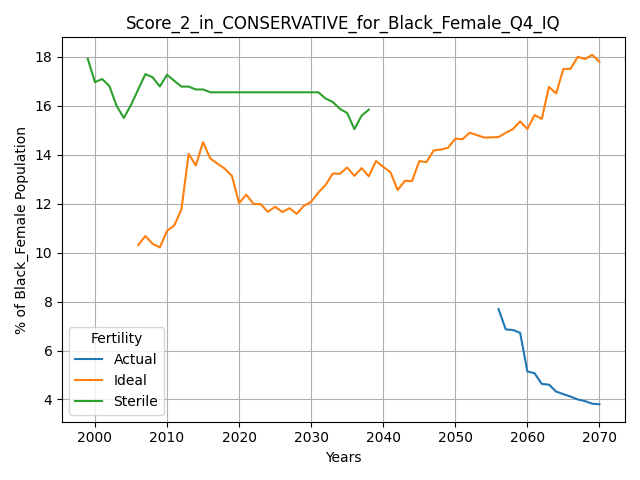 Score_2_in_CONSERVATIVE_for_Black_Female_Q4_IQ
% of Black_Female Population
18
16
14
12
10
8
6
4
Fertility
Actual
Ideal
Sterile
2000 2010 2020 2030 2040 2050 2060 2070
Years